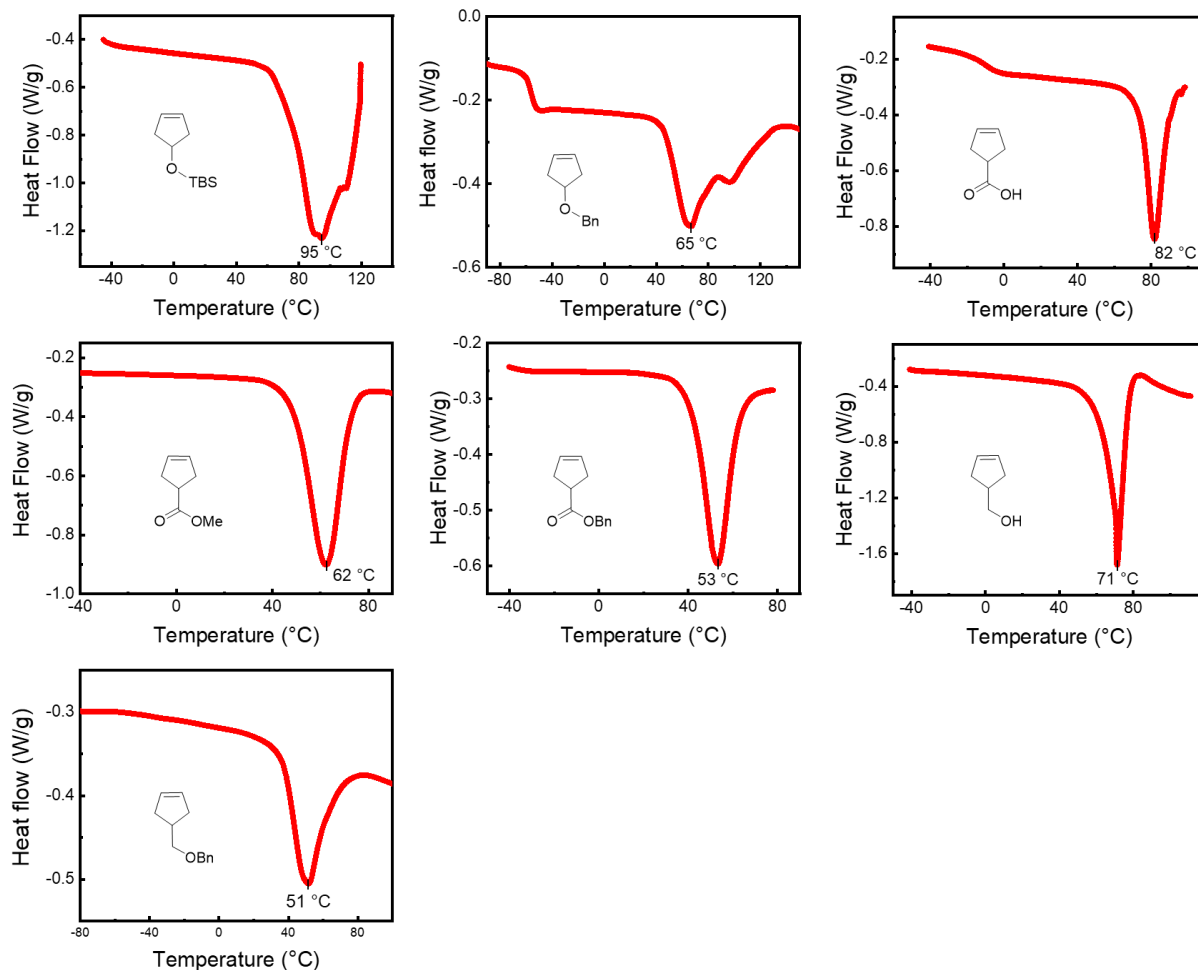 -0.4
-0.6
-0.8
-1.0
-1.2
Heat Flow (W/g)
O
TBS
95 °C
-40 0 40 80 120
Temperature (°C)
0.0
-0.2
-0.4
-0.6
Heat flow (W/g)
O
Bn
65 °C
-80 -40 0 40 80 120
Temperature (°C)
-0.2
-0.4
-0.6
-0.8
Heat Flow (W/g)
O
OH
82 °C
-40 0 40 80
Temperature (°C)
-0.2
-0.4
-0.6
-0.8
-1.0
Heat Flow (W/g)
O
OMe
62 °C
-40 0 40 80
Temperature (°C)
-0.2
-0.3
-0.4
-0.5
-0.6
Heat Flow (W/g)
O
OBn
53 °C
-40 0 40 80
Temperature (°C)
-0.4
-0.8
-1.2
-1.6
Heat Flow (W/g)
OH
71 °C
-40 0 40 80
Temperature (°C)
-0.3
-0.4
-0.5
Heat flow (W/g)
OBn
51 °C
-80 -40 0 40 80
Temperature (°C)